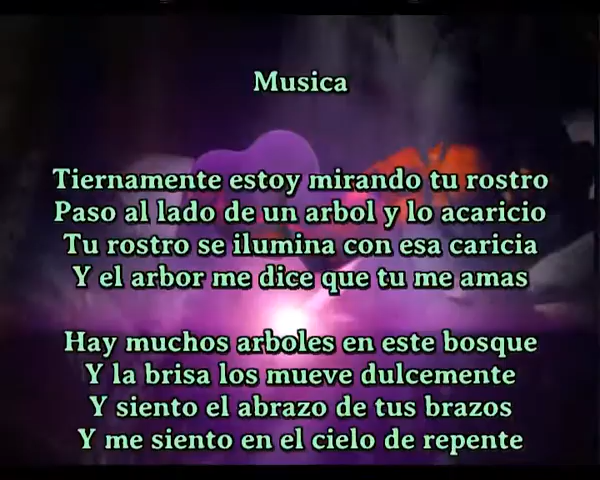 Musica
Tiernamente estoy mirando tu rostro
Paso al lado de un arbol y lo acaricio
Tu rostro se ilumina con esa caricia
Y el arbor me dice que tu me amas
Hay muchos arboles en este bosque
Y la brisa los mueve dulcemente
Y siento el abrazo de tus brazos
Y me siento en el cielo de repente